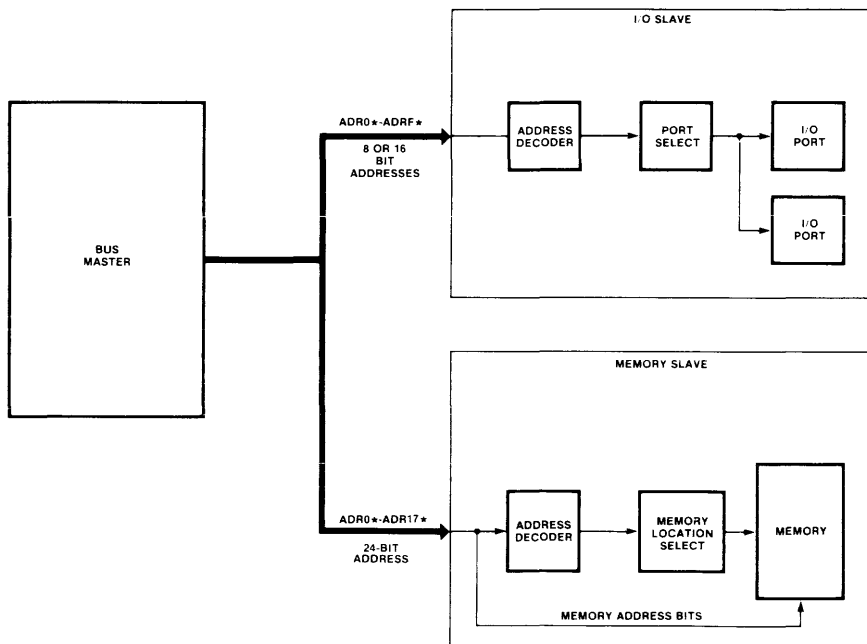 I/O SLAVE
BUS
MASTER
ADR0*-ADRF*
8 OR 16
BIT
ADDRESSES
ADDRESS
DECODER
PORT
SELECT
I/O
PORT
I/O
PORT
MEMORY SLAVE
ADR0*-ADR17*
24-BIT
ADDRESS
ADDRESS
DECODER
MEMORY
LOCATION
SELECT
MEMORY
MEMORY ADDRESS BITS